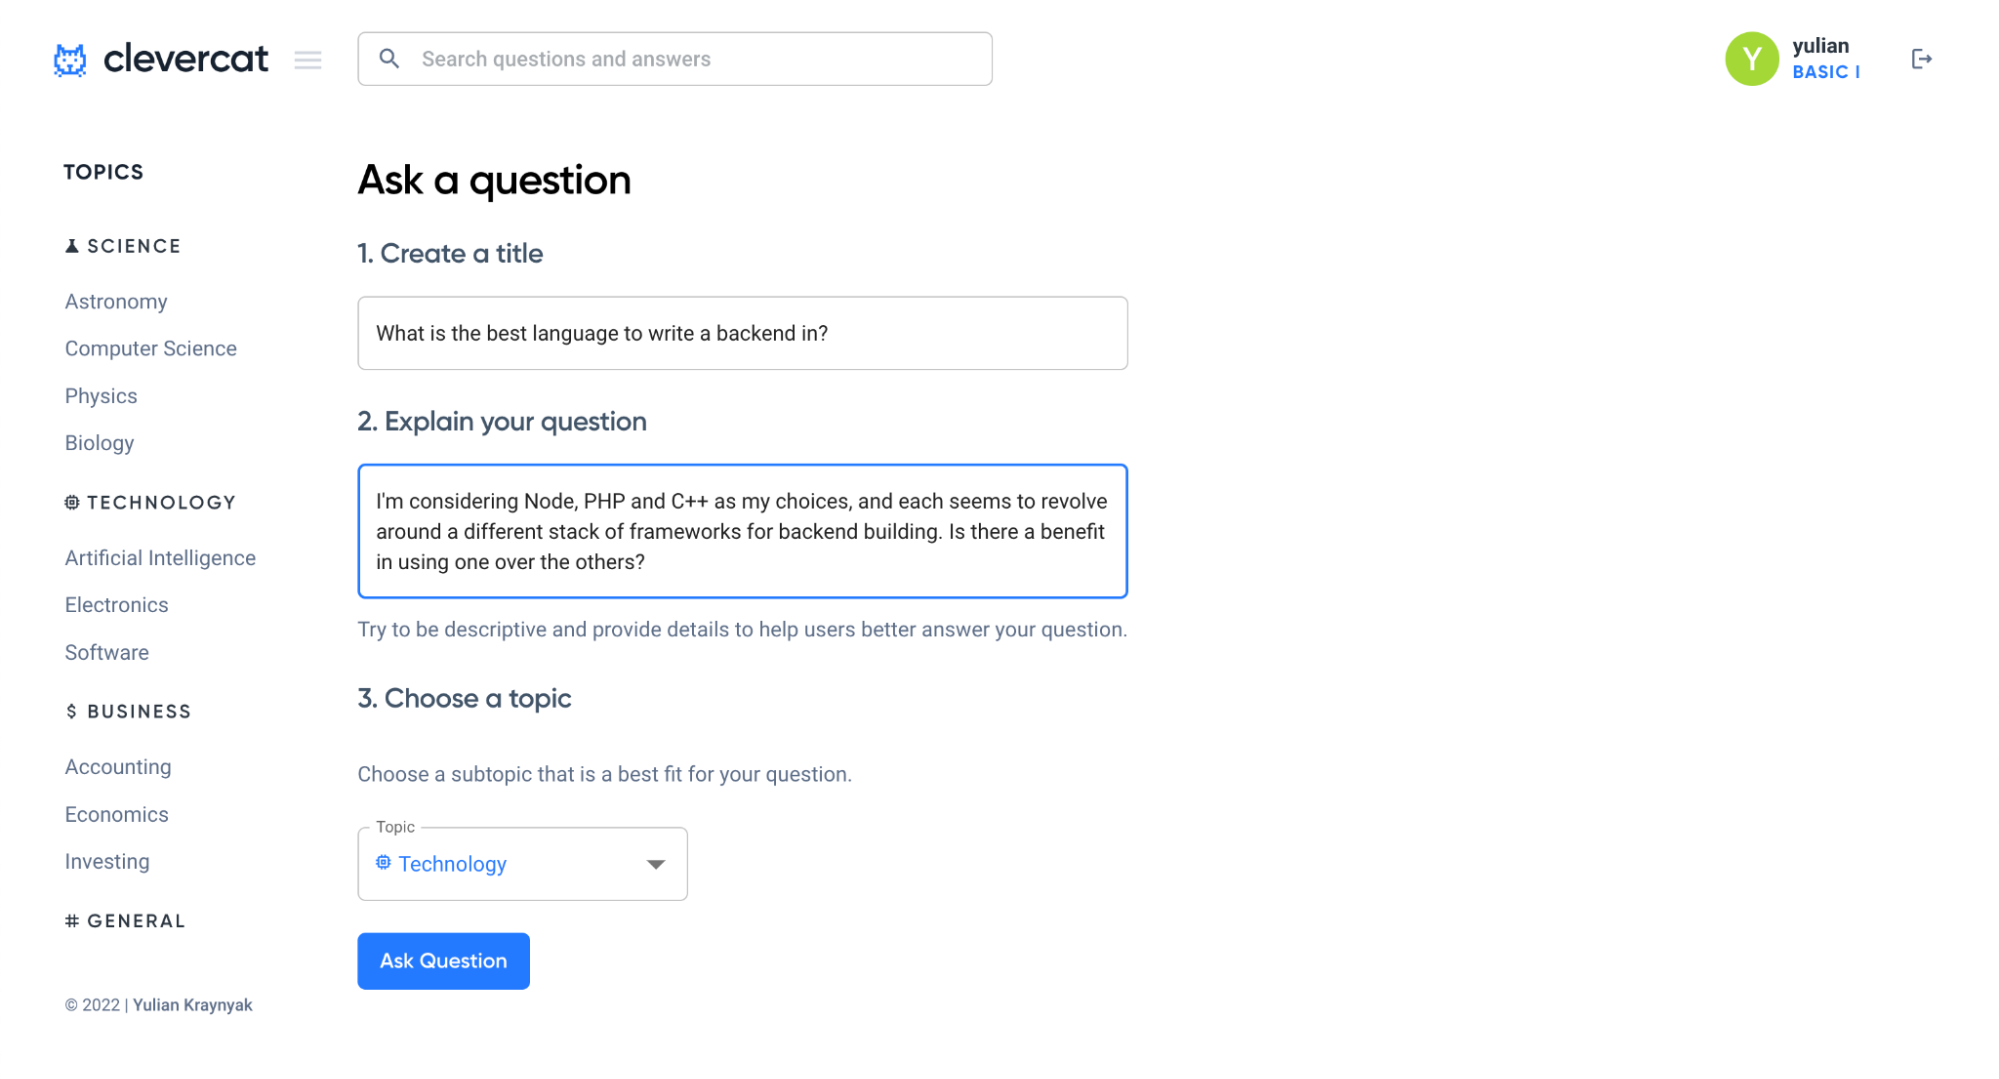 clevercat
Search questions and answers
Y
yulian
BASIC I
TOPICS
SCIENCE
Astronomy
Computer Science
Physics
Biology
TECHNOLOGY
Artificial Intelligence
Electronics
Software
$ BUSINESS
Accounting
Economics
Investing
# GENERAL
© 2022 | Yulian Kraynyak
Ask a question
1. Create a title
What is the best language to write a backend in?
2. Explain your question
I'm considering Node, PHP and C++ as my choices, and each seems to revolve
around a different stack of frameworks for backend building. Is there a benefit
in using one over the others?
Try to be descriptive and provide details to help users better answer your question.
3. Choose a topic
Choose a subtopic that is a best fit for your question.
Topic
Technology
Ask Question